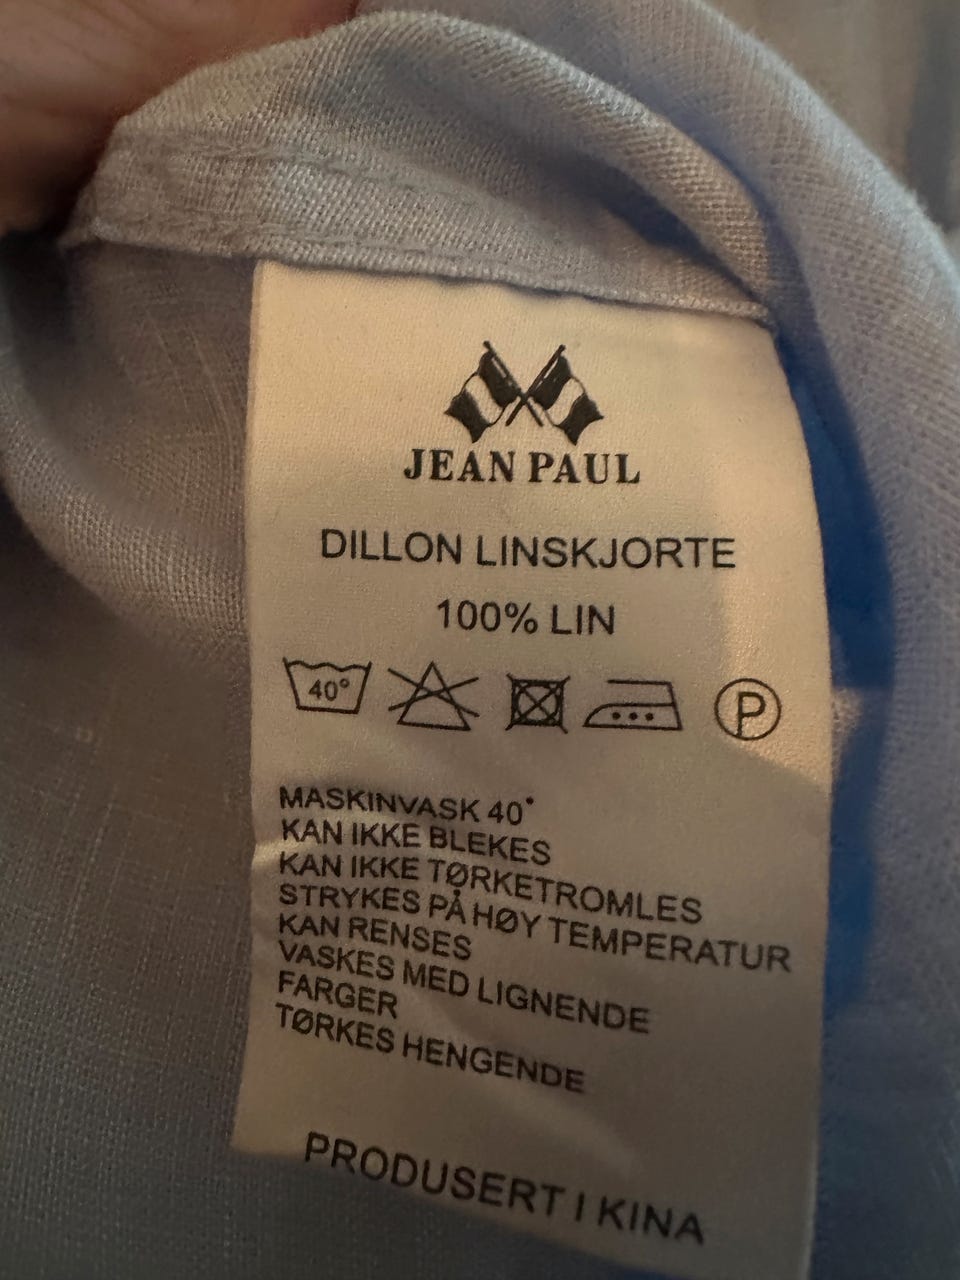 JEAN PAUL
DILLON LINSKJORTE
100% LIN
40° P
MASKINVASK 40°
KAN IKKE BLEKES
KAN IKKE TØRKETROMLES
STRYKES PÅ HØY TEMPERATUR
KAN RENSES
VASKES MED LIGNENDE
FARGER
TØRKES HENGENDE
PRODUSERT I KINA